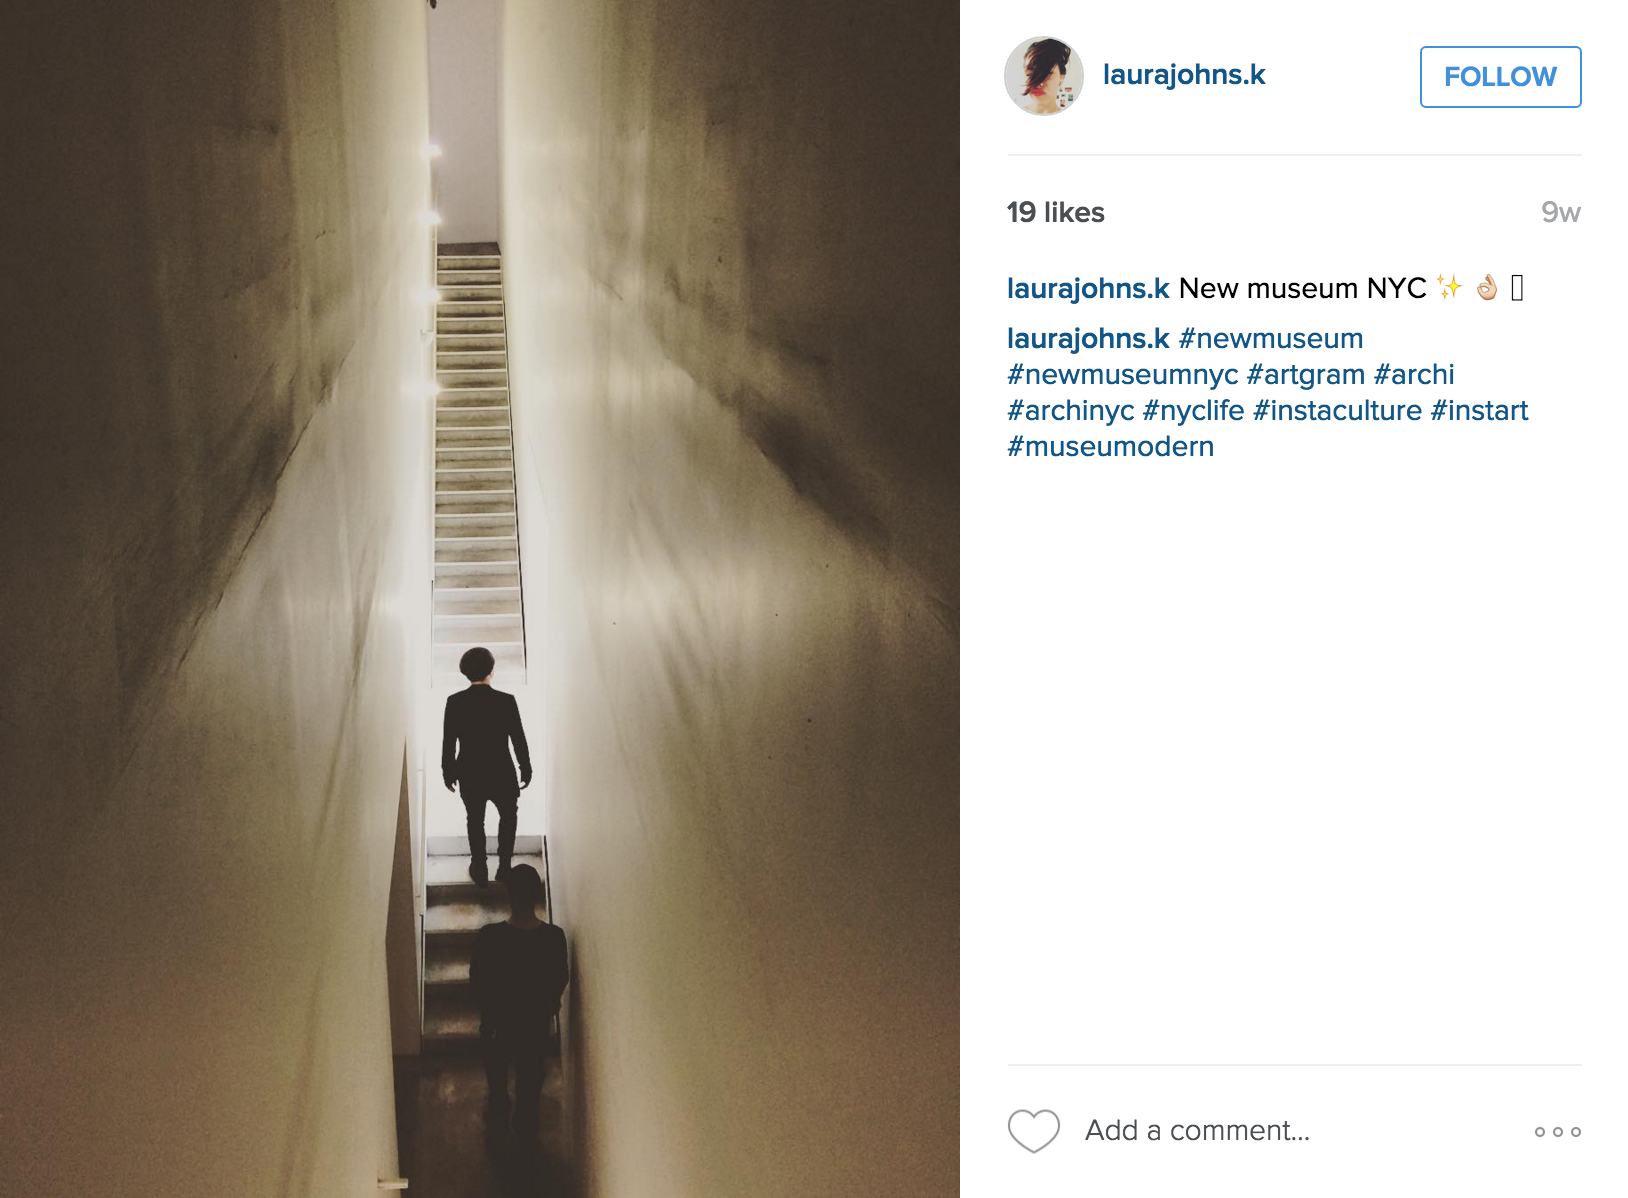 laurajohns.k
FOLLOW
19 likes
9w
laurajohns.k New museum NYC ✨ 👌🏼 ▯
laurajohns.k #newmuseum
#newmuseumnyc #artgram #archi
#archinyc #nyclife #instaculture #instart
#museumodern
Add a comment...